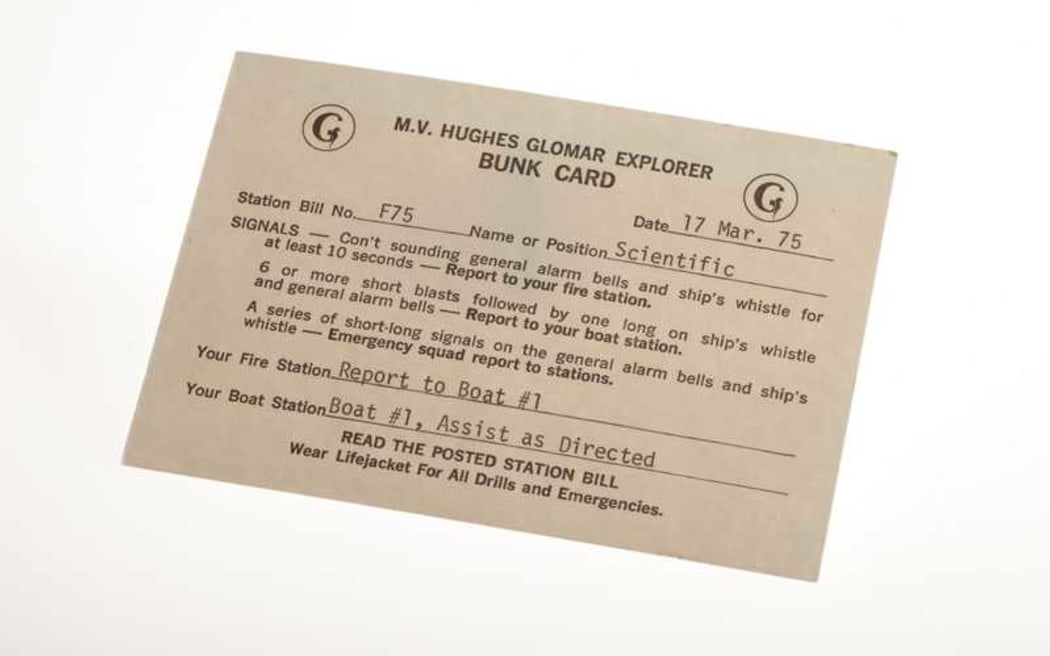 M.V. HUGHES GLOMAR EXPLORER
BUNK CARD
Station Bill No. F75 Date 17 Mar. 75
Name or Position Scientific
SIGNALS — Con't sounding general alarm bells and ship's whistle for
at least 10 seconds — Report to your fire station.
6 or more short blasts followed by one long on ship's whistle
and general alarm bells — Report to your boat station.
A series of short-long signals on the general alarm bells and ship's
whistle — Emergency squad report to stations.
Your Fire Station Report to Boat #1
Your Boat Station Boat #1, Assist as Directed
READ THE POSTED STATION BILL
Wear Lifejacket For All Drills and Emergencies.